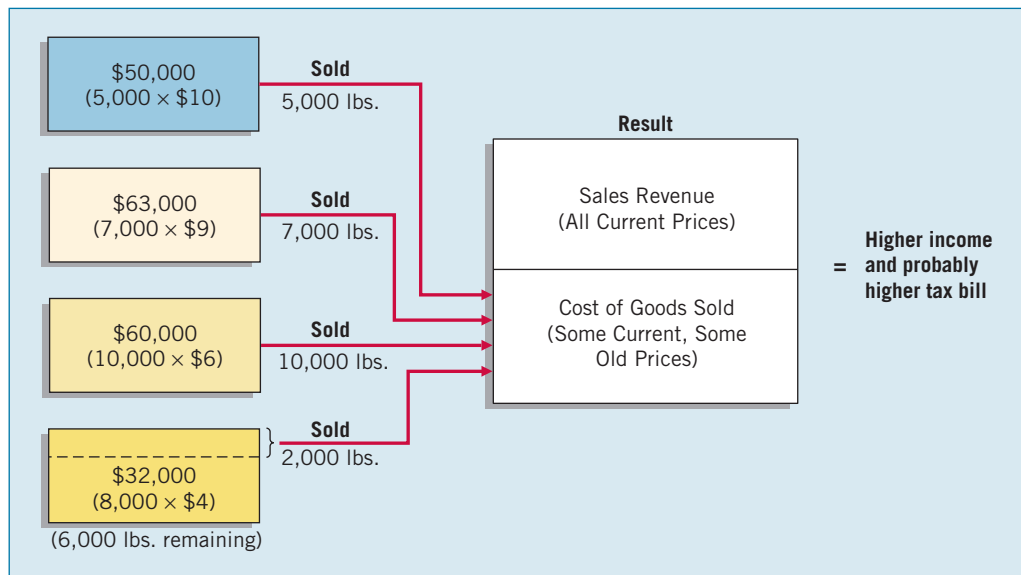 $50,000
(5,000 × $10)
Sold
5,000 lbs.
$63,000
(7,000 × $9)
Sold
7,000 lbs.
$60,000
(10,000 × $6)
Sold
10,000 lbs.
$32,000
(8,000 × $4)
Sold
2,000 lbs.
(6,000 lbs. remaining)
Result
Sales Revenue
(All Current Prices)
Cost of Goods Sold
(Some Current, Some
Old Prices)
Higher income
= and probably
higher tax bill